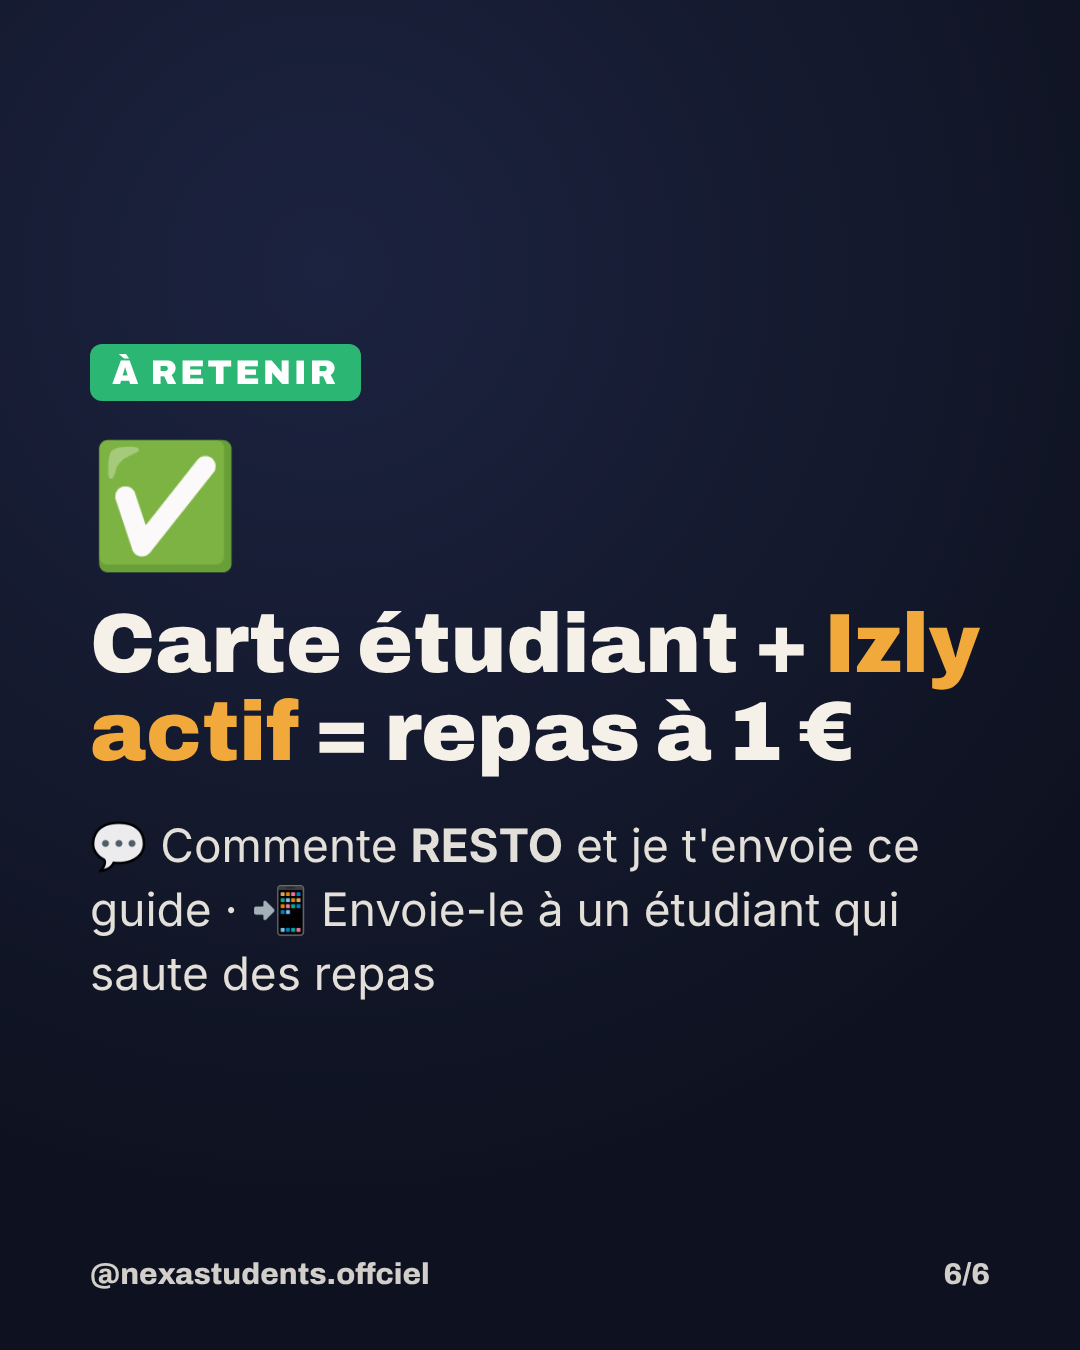 À RETENIR
✅
Carte étudiant + Izly
actif = repas à 1 €
💬 Commente RESTO et je t'envoie ce
guide · 📲 Envoie-le à un étudiant qui
saute des repas
@nexastudents.offciel
6/6